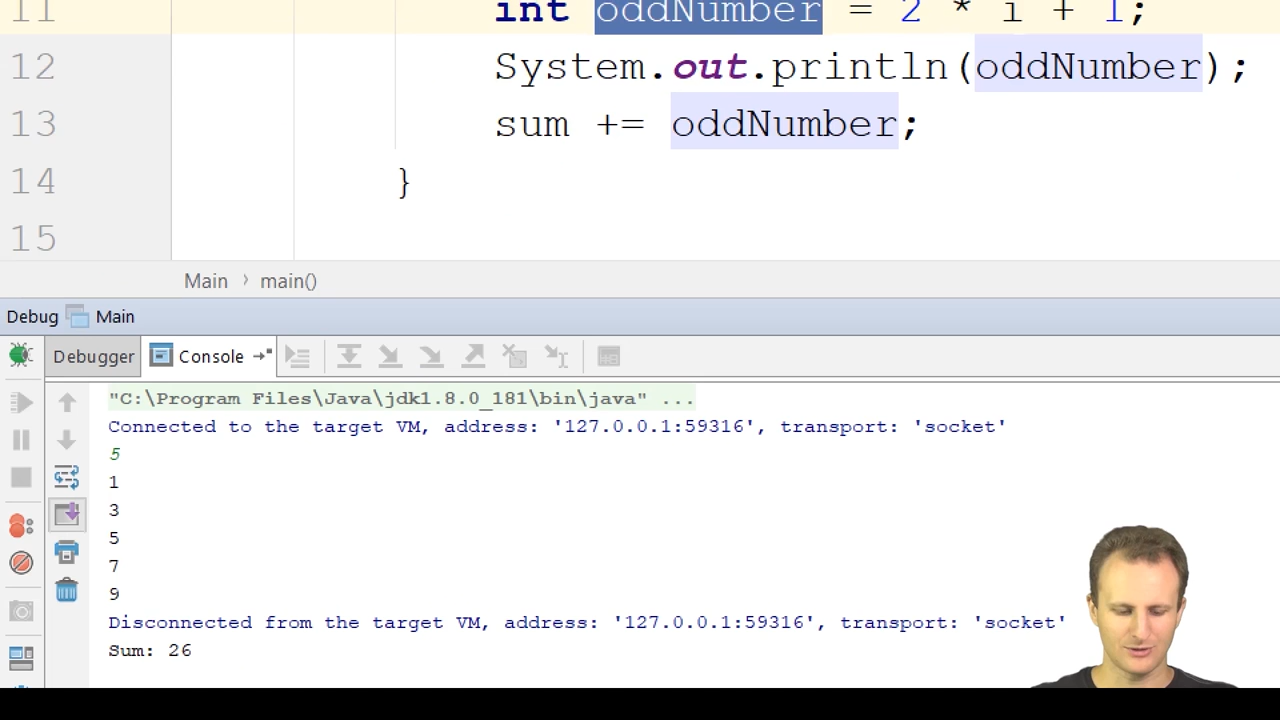 11 int oddNumber = 2 * i + 1;
12 System.out.println(oddNumber);
13 sum += oddNumber;
14 }
15
Main › main()
Debug Main
Debugger Console
"C:\Program Files\Java\jdk1.8.0_181\bin\java" ...
Connected to the target VM, address: '127.0.0.1:59316', transport: 'socket'
5
1
3
5
7
9
Disconnected from the target VM, address: '127.0.0.1:59316', transport: 'socket'
Sum: 26